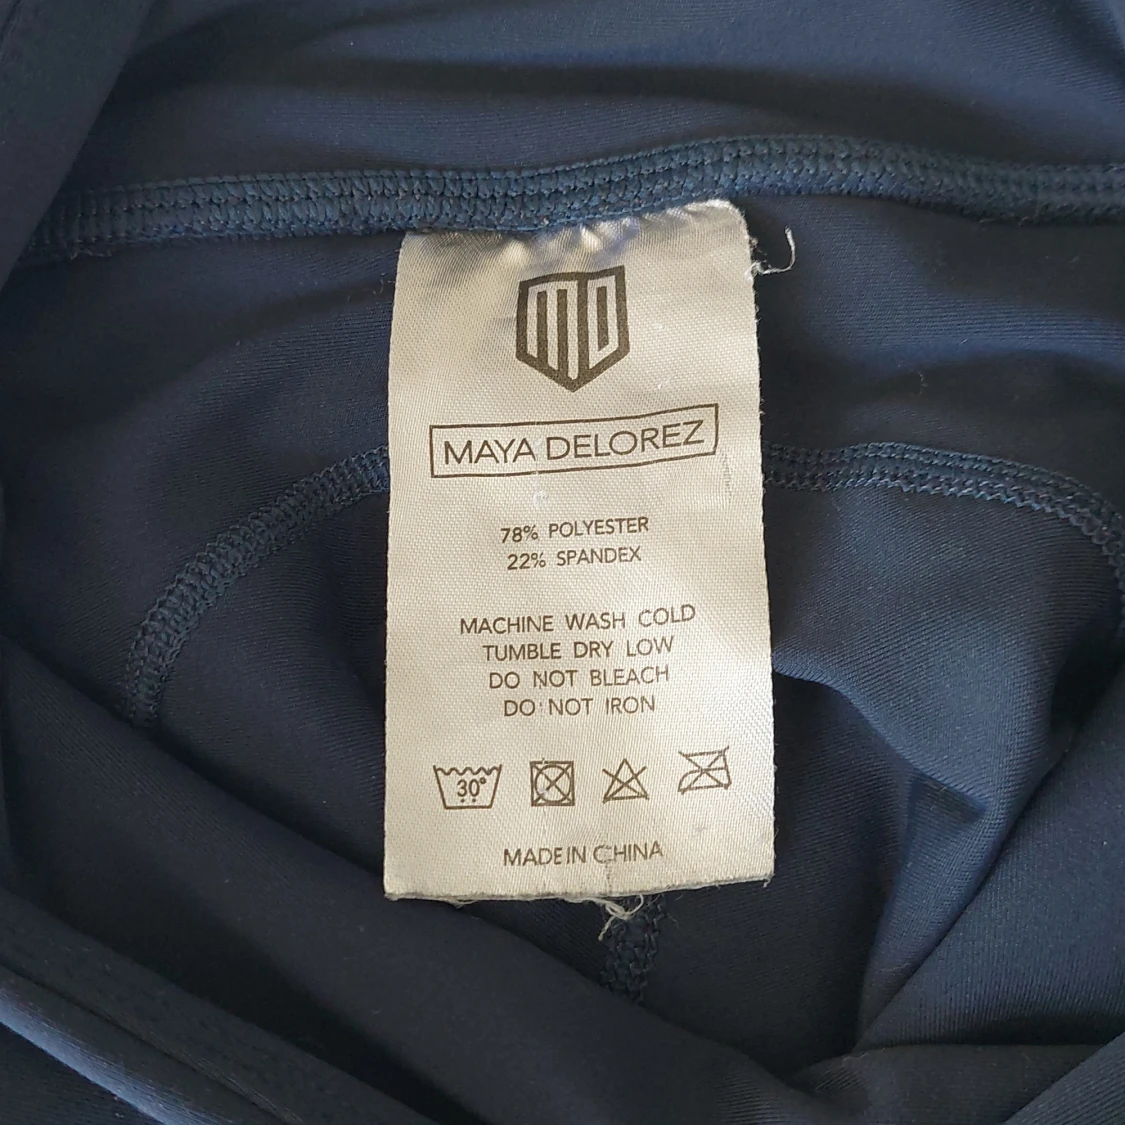 MD
MAYA DELOREZ
78% POLYESTER
22% SPANDEX
MACHINE WASH COLD
TUMBLE DRY LOW
DO NOT BLEACH
DO NOT IRON
30°
MADE IN CHINA